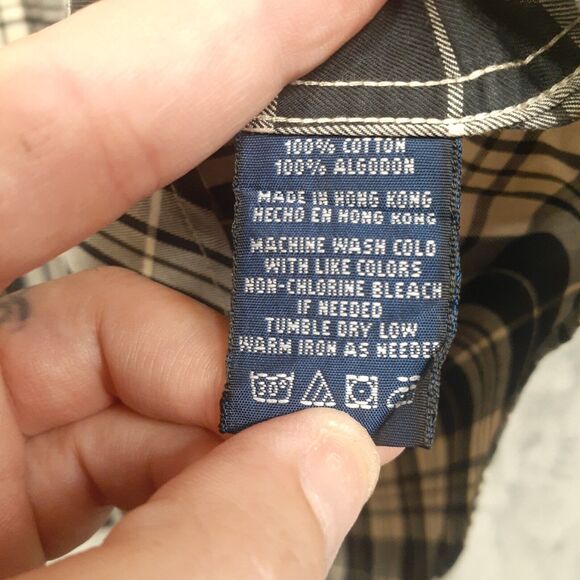 100% COTTON
100% ALGODON
MADE IN HONG KONG
HECHO EN HONG KONG
MACHINE WASH COLD
WITH LIKE COLORS
NON-CHLORINE BLEACH
IF NEEDED
TUMBLE DRY LOW
WARM IRON AS NEEDED
30°